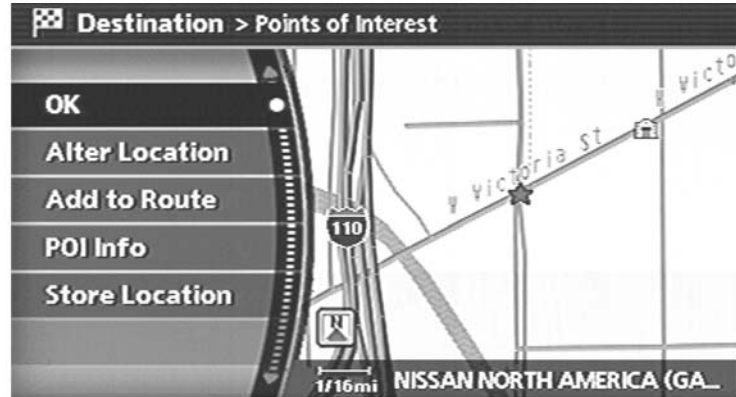 Destination > Points of Interest
OK
Alter Location
Add to Route
POI Info
Store Location
W Victo
W Victoria St
110
N
1/16mi
NISSAN NORTH AMERICA (GA...